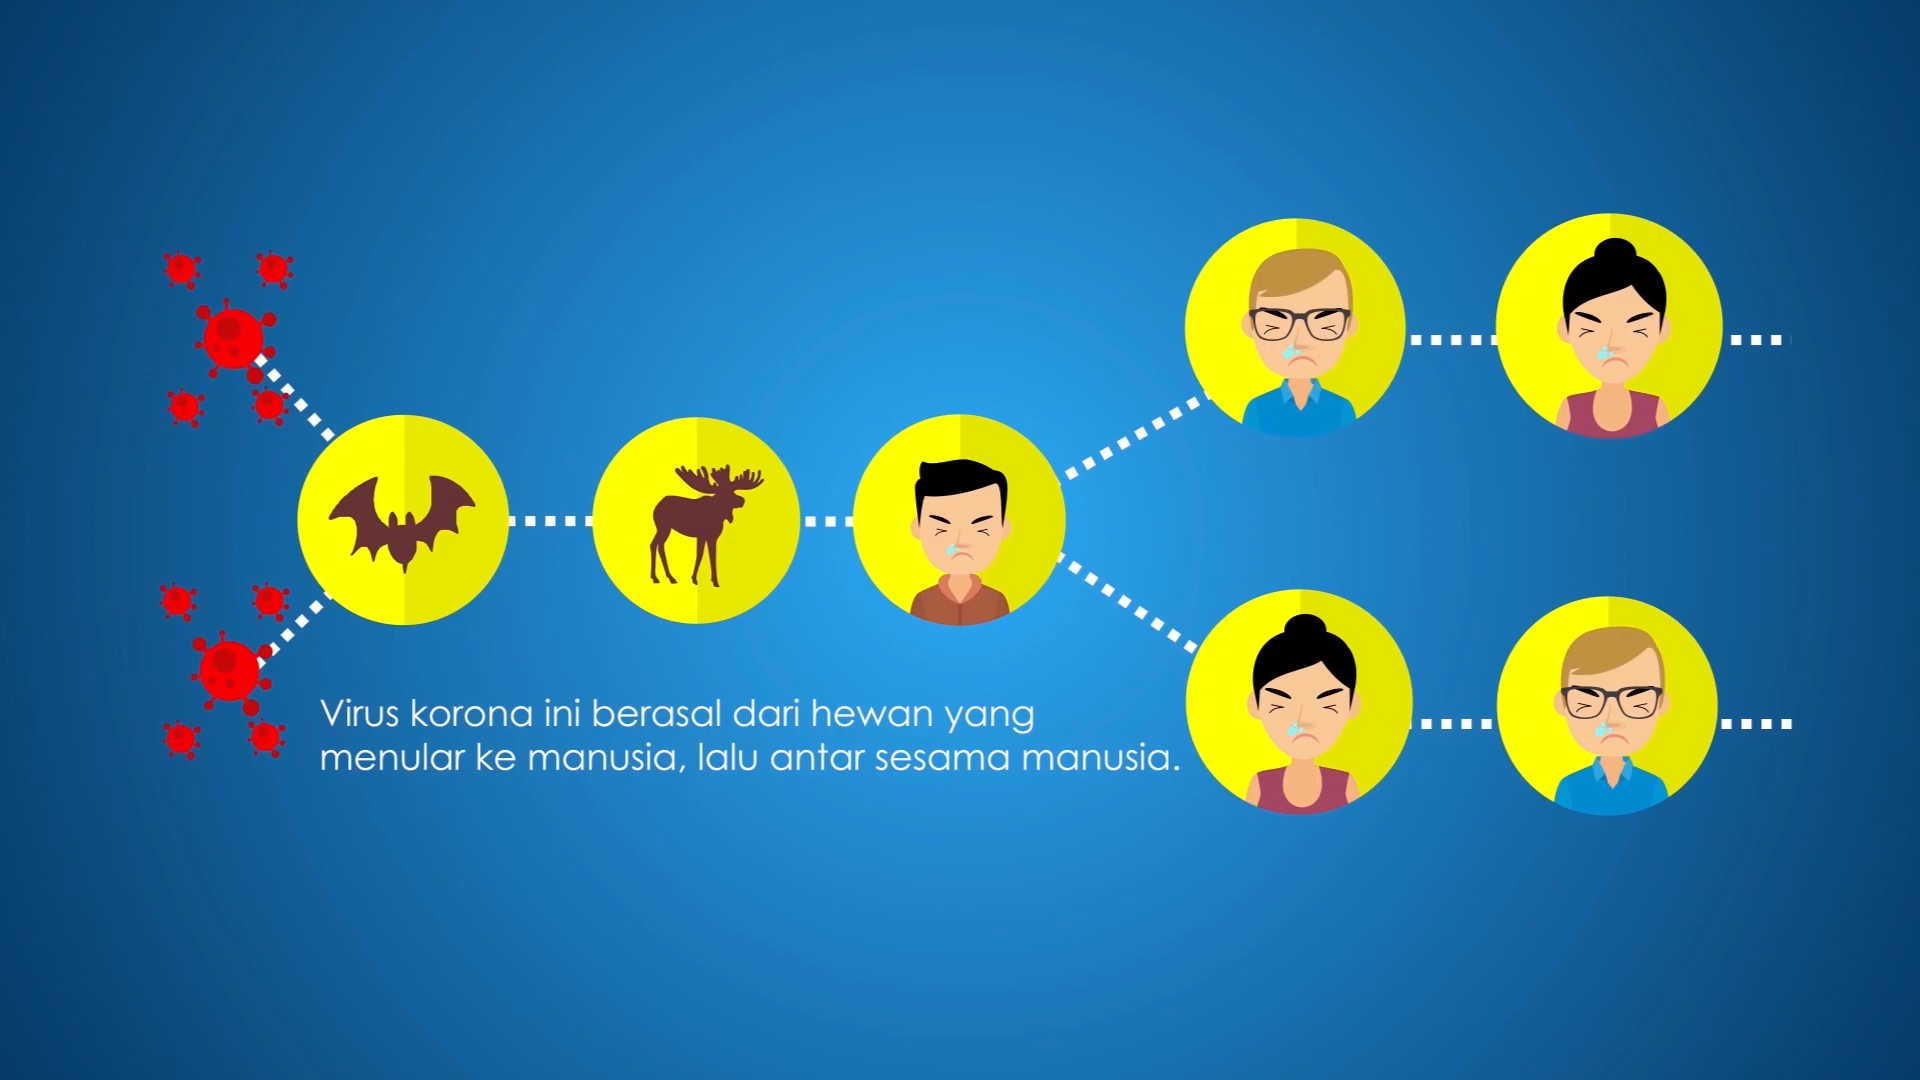 Virus korona ini berasal dari hewan yang
menular ke manusia, lalu antar sesama manusia.